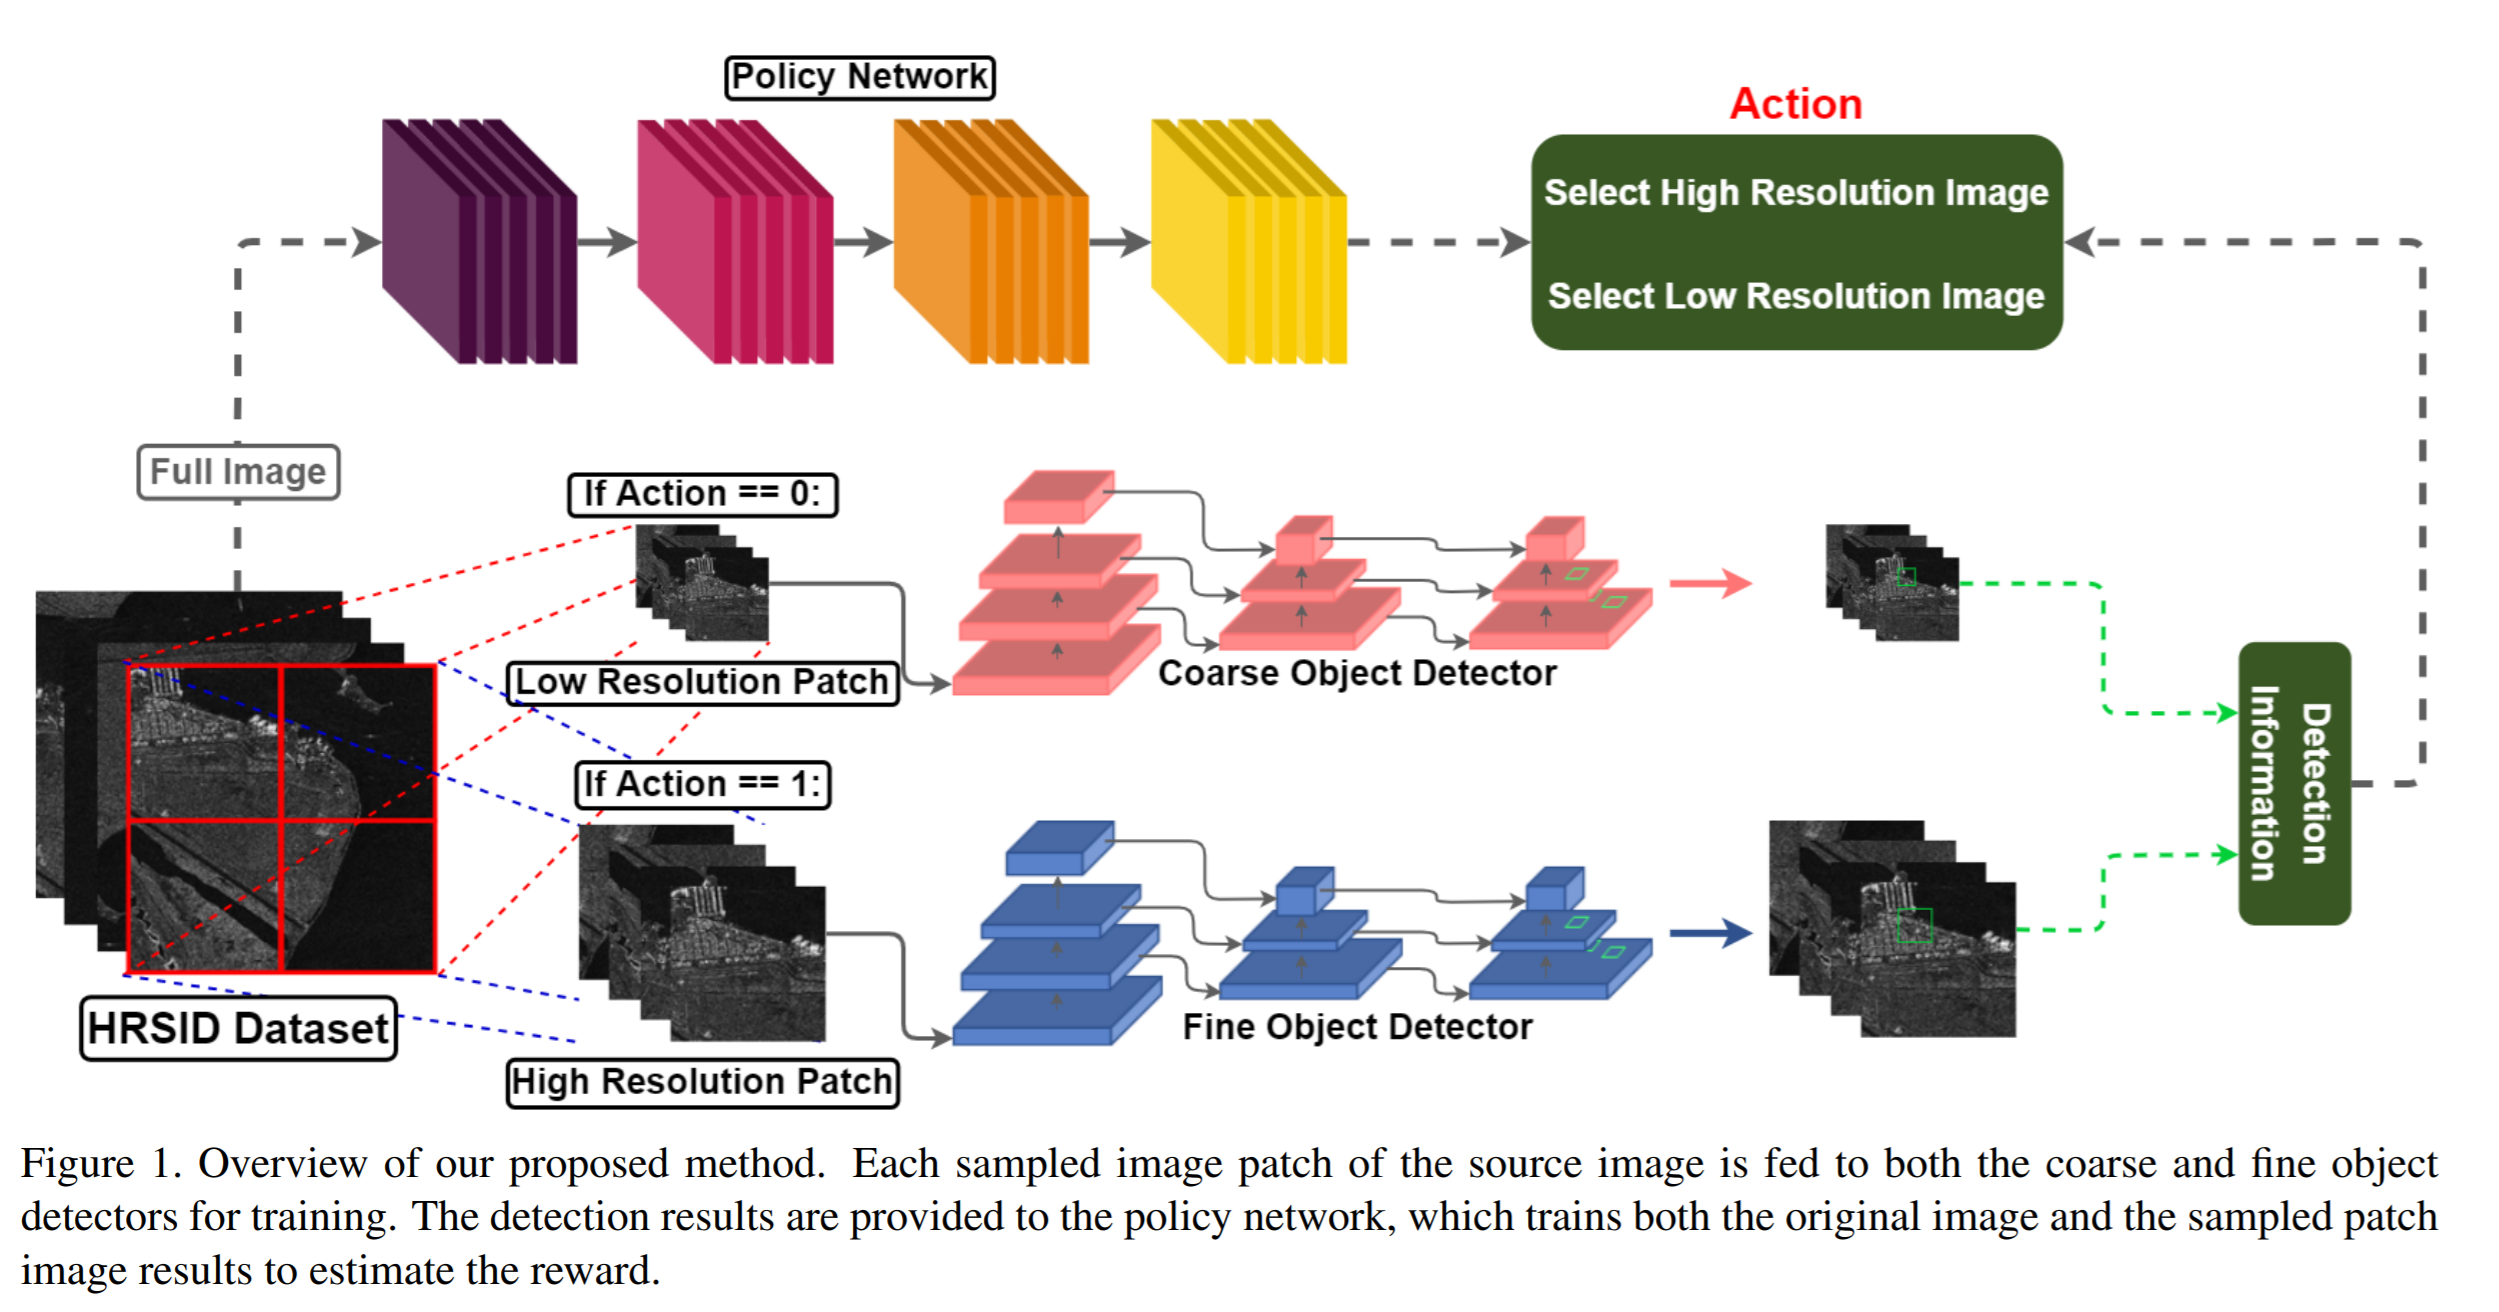 Policy Network
Action
Select High Resolution Image
Select Low Resolution Image
Full Image
If Action == 0:
Low Resolution Patch
Coarse Object Detector
If Action == 1:
Detection
Information
HRSID Dataset
Fine Object Detector
High Resolution Patch
Figure 1. Overview of our proposed method. Each sampled image patch of the source image is fed to both the coarse and fine object
detectors for training. The detection results are provided to the policy network, which trains both the original image and the sampled patch
image results to estimate the reward.